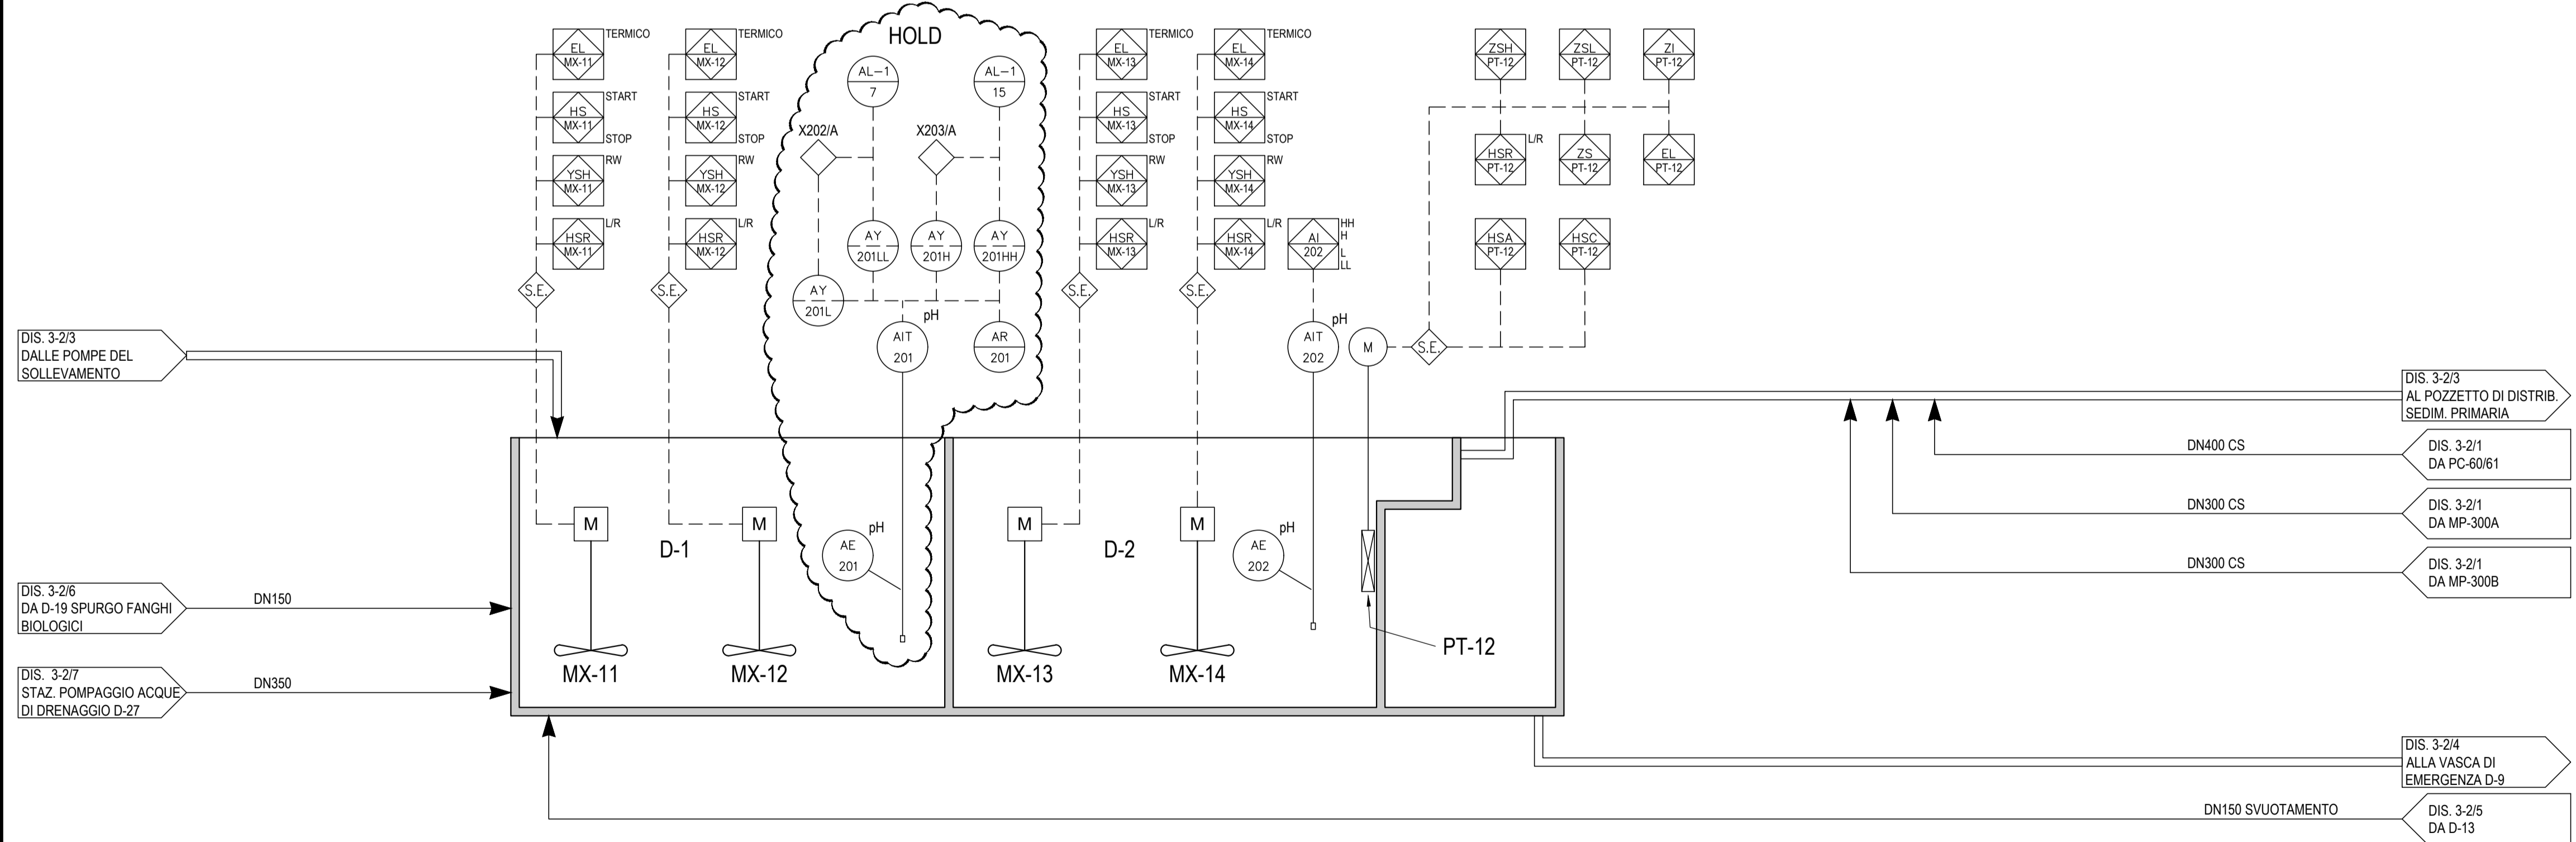 HOLD
EL
MX-11
TERMICO
HS
MX-11
START
STOP
YSH
MX-11
RW
HSR
MX-11
L/R
S.E.
EL
MX-12
TERMICO
HS
MX-12
START
STOP
YSH
MX-12
RW
HSR
MX-12
L/R
S.E.
AL-1
7
AL-1
15
X202/A
X203/A
AY
201LL
AY
201H
AY
201HH
AY
201L
AIT
201
pH
AR
201
EL
MX-13
TERMICO
HS
MX-13
START
STOP
YSH
MX-13
RW
HSR
MX-13
L/R
S.E.
EL
MX-14
TERMICO
HS
MX-14
START
STOP
YSH
MX-14
RW
HSR
MX-14
L/R
S.E.
AI
202
HH
H
L
LL
AIT
202
pH
M
S.E.
ZSH
PT-12
ZSL
PT-12
ZI
PT-12
HSR
PT-12
L/R
ZS
PT-12
EL
PT-12
HSA
PT-12
HSC
PT-12
DIS. 3-2/3
DALLE POMPE DEL
SOLLEVAMENTO
DIS. 3-2/6
DA D-19 SPURGO FANGHI
BIOLOGICI
DN150
DIS. 3-2/7
STAZ. POMPAGGIO ACQUE
DI DRENAGGIO D-27
DN350
M
MX-11
D-1
M
MX-12
AE
201
pH
M
MX-13
D-2
M
MX-14
AE
202
pH
PT-12
DIS. 3-2/3
AL POZZETTO DI DISTRIB.
SEDIM. PRIMARIA
DN400 CS
DIS. 3-2/1
DA PC-60/61
DN300 CS
DIS. 3-2/1
DA MP-300A
DN300 CS
DIS. 3-2/1
DA MP-300B
DIS. 3-2/4
ALLA VASCA DI
EMERGENZA D-9
DN150 SVUOTAMENTO
DIS. 3-2/5
DA D-13